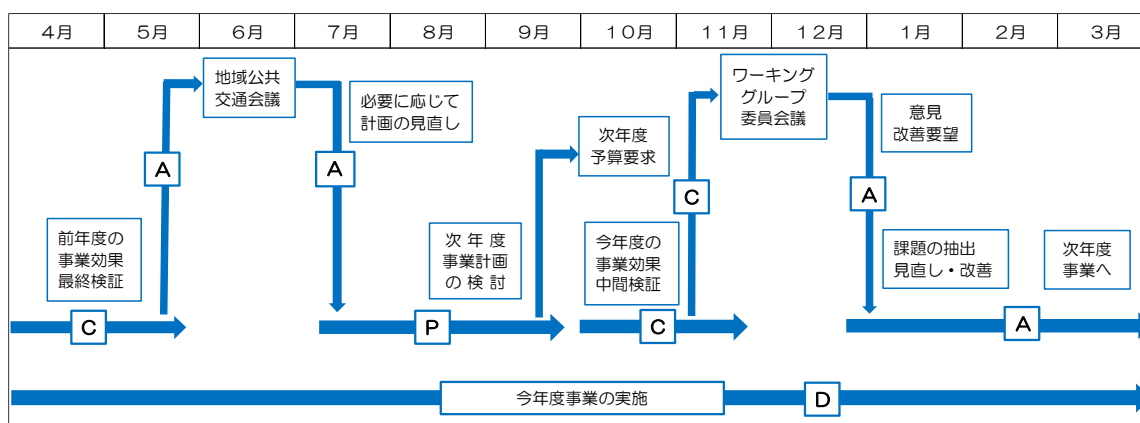 4月 5月 6月 7月 8月 9月 10月 11月 12月 1月 2月 3月
地域公共
交通会議
必要に応じて
計画の見直し
ワーキング
グループ
委員会議
意見
改善要望
次年度
予算要求
A
A
C
A
前年度の
事業効果
最終検証
次年度
事業計画
の検討
今年度の
事業効果
中間検証
課題の抽出
見直し・改善
次年度
事業へ
C
P
C
A
今年度事業の実施
D